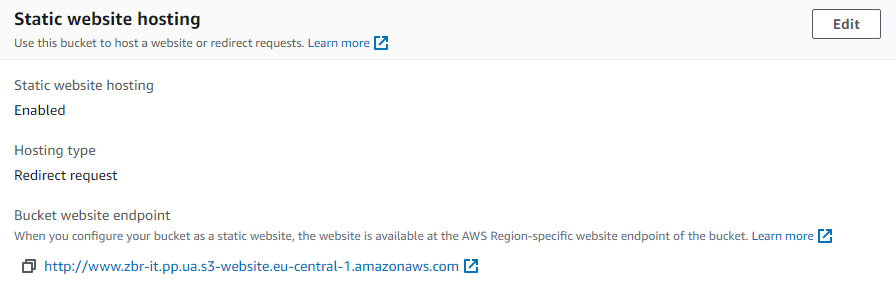 Static website hosting
Edit
Use this bucket to host a website or redirect requests. Learn more
Static website hosting
Enabled
Hosting type
Redirect request
Bucket website endpoint
When you configure your bucket as a static website, the website is available at the AWS Region-specific website endpoint of the bucket. Learn more
http://www.zbr-it.pp.ua.s3-website.eu-central-1.amazonaws.com